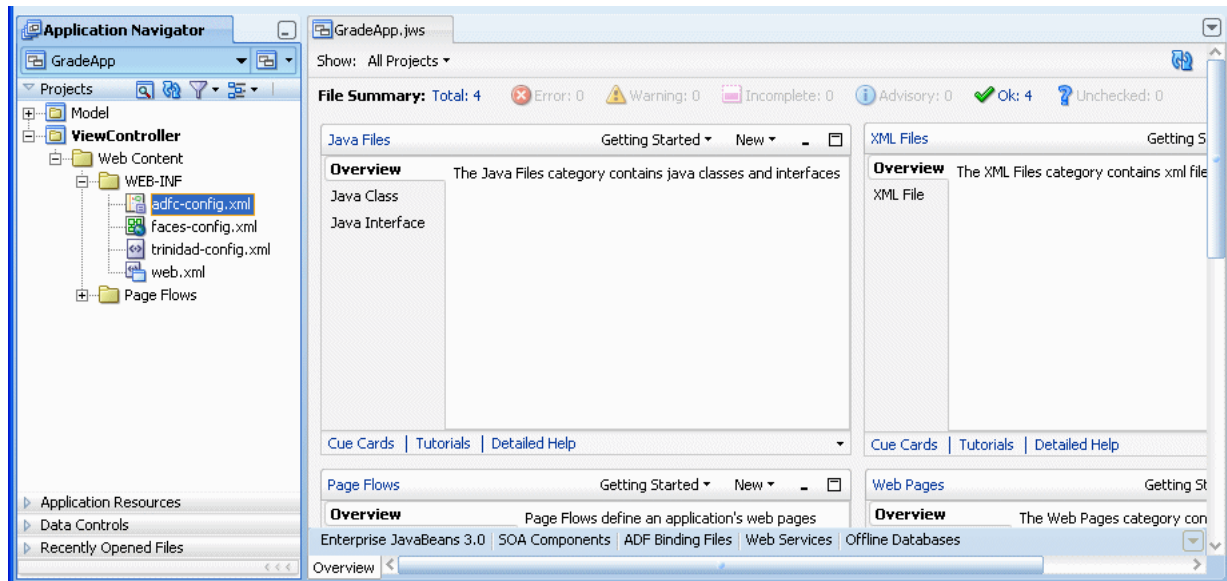 Application Navigator
GradeApp
Projects
Model
ViewController
Web Content
WEB-INF
adfc-config.xml
faces-config.xml
trinidad-config.xml
web.xml
Page Flows
Application Resources
Data Controls
Recently Opened Files
GradeApp.jws
Show: All Projects
File Summary: Total: 4 Error: 0 Warning: 0 Incomplete: 0 Advisory: 0 Ok: 4 Unchecked: 0
Java Files Getting Started New
Overview The Java Files category contains java classes and interfaces
Java Class
Java Interface
Cue Cards | Tutorials | Detailed Help
XML Files Getting S
Overview The XML Files category contains xml file
XML File
Cue Cards | Tutorials | Detailed Help
Page Flows Getting Started New
Overview Page Flows define an application's web pages
Web Pages Getting St
Overview The Web Pages category con
Enterprise JavaBeans 3.0 SOA Components ADF Binding Files Web Services Offline Databases
Overview